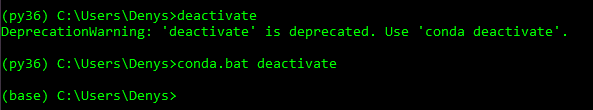 (py36) C:\Users\Denys>deactivate
DeprecationWarning: 'deactivate' is deprecated. Use 'conda deactivate'.
(py36) C:\Users\Denys>conda.bat deactivate
(base) C:\Users\Denys>